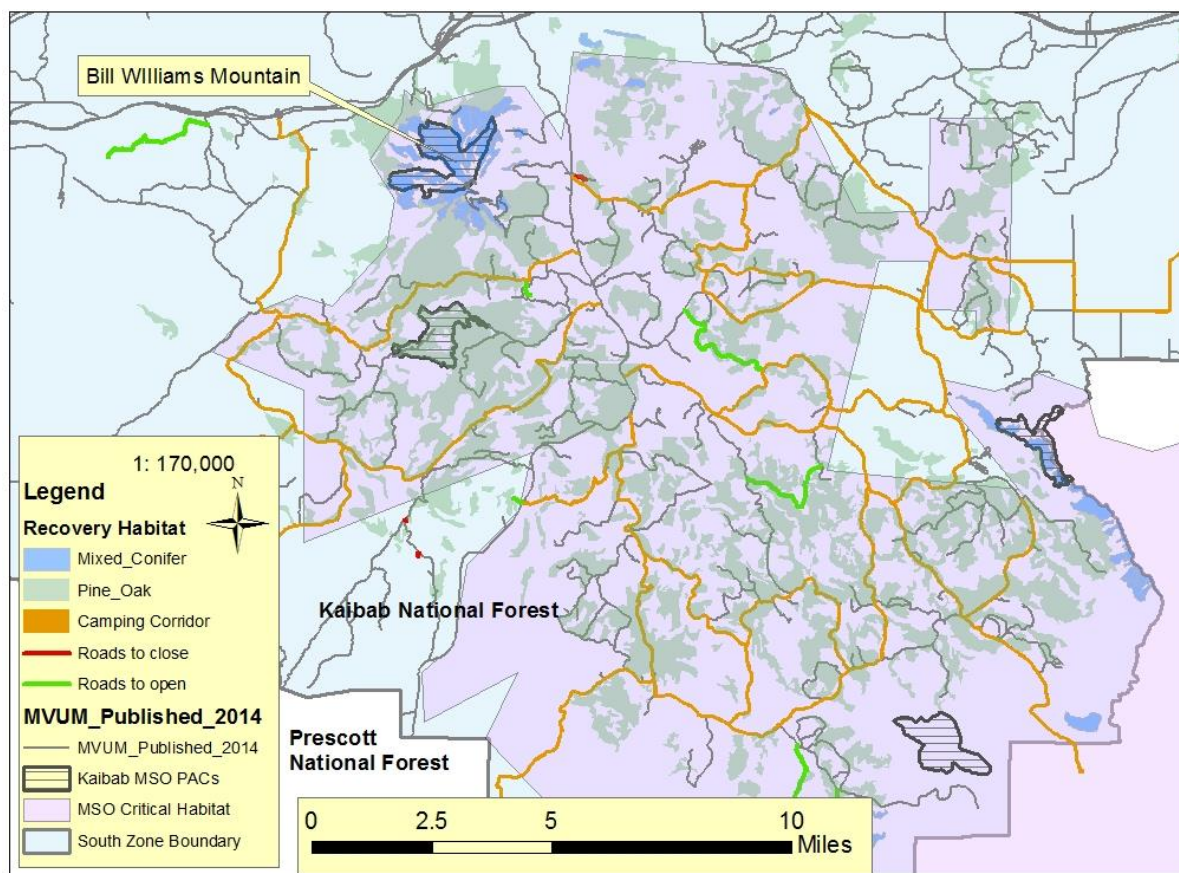 Bill WIlliams Mountain
1: 170,000
N
Legend
Recovery Habitat
Mixed_Conifer
Pine_Oak
Camping Corridor
Roads to close
Roads to open
MVUM_Published_2014
MVUM_Published_2014
Kaibab MSO PACs
MSO Critical Habitat
South Zone Boundary
Kaibab National Forest
Prescott
National Forest
0 2.5 5 10
Miles